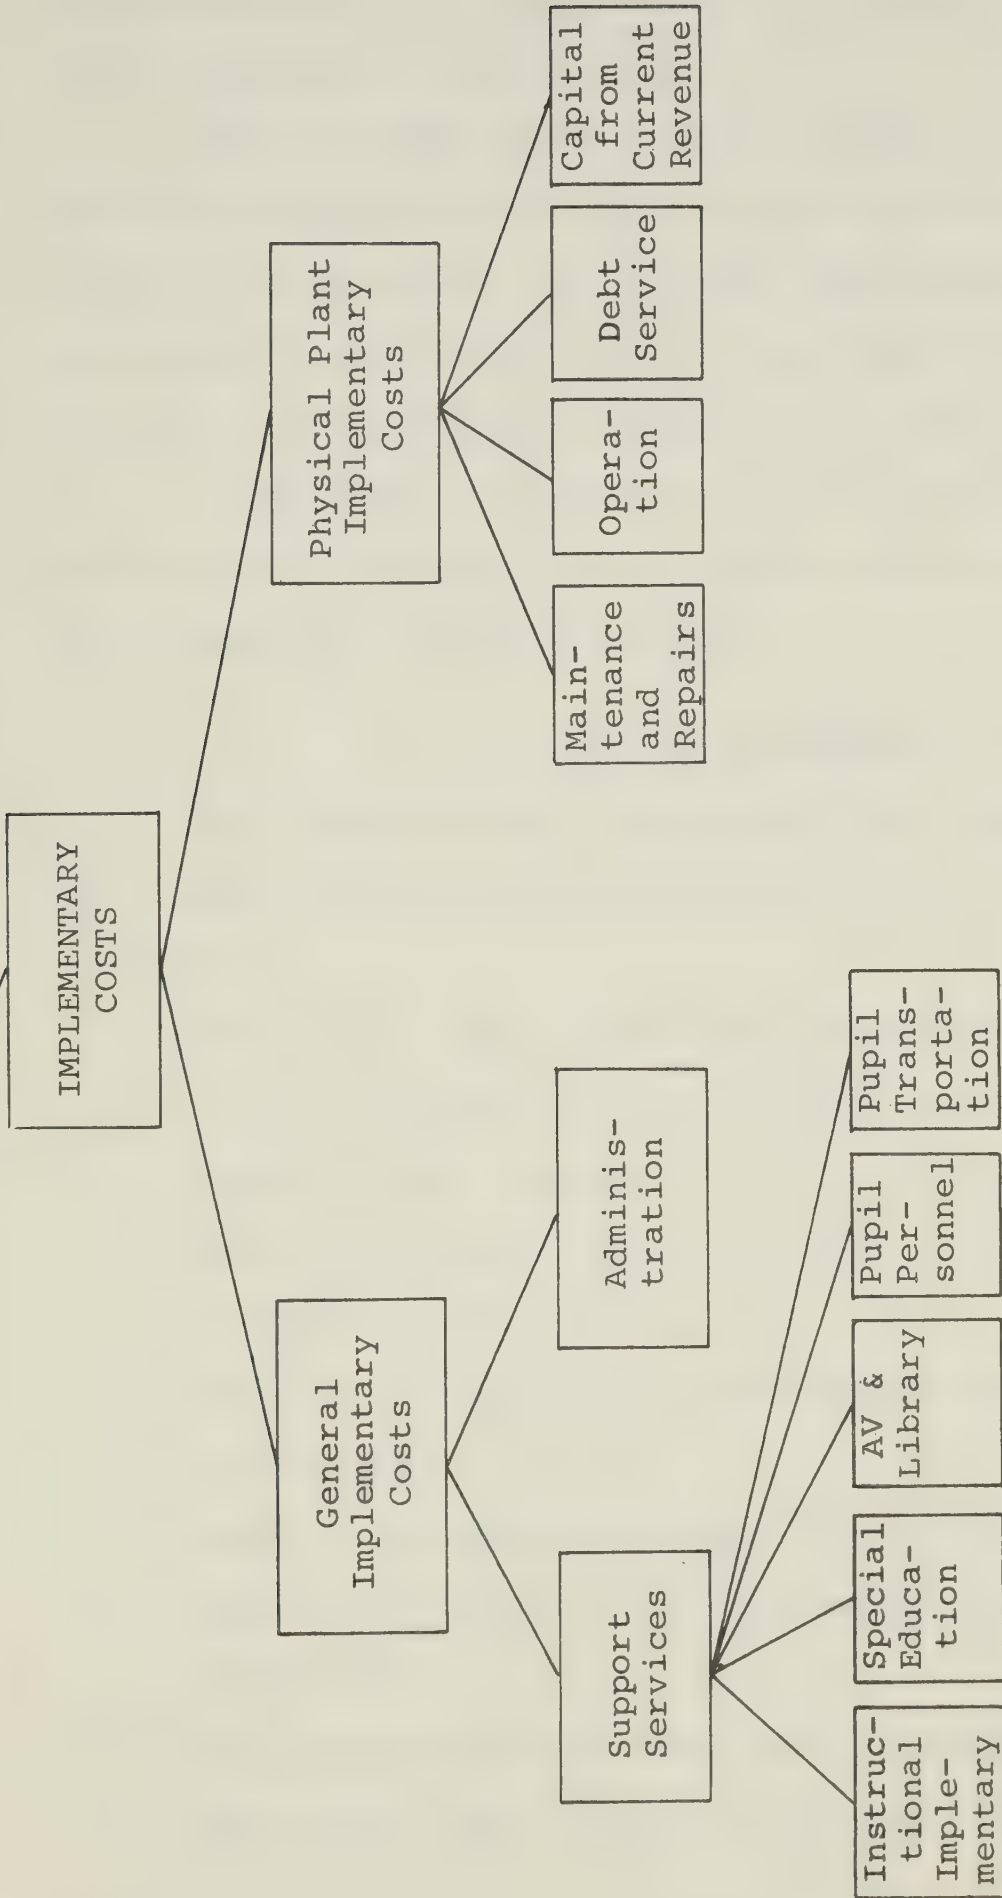 IMPLEMENTARY
COSTS
General
Implementary
Costs
Physical Plant
Implementary
Costs
Support
Services
Adminis-
tration
Main-
tenance
and
Repairs
Opera-
tion
Debt
Service
Capital
from
Current
Revenue
Instruc-
tional
Imple-
mentary
Special
Educa-
tion
AV &
Library
Pupil
Per-
sonnel
Pupil
Trans-
porta-
tion